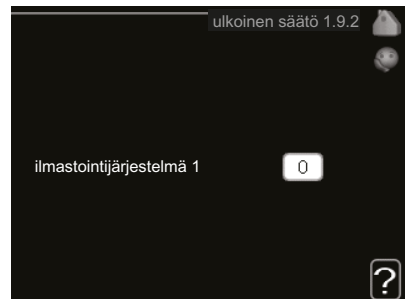 ulkoinen säätö 1.9.2
ilmastointijärjestelmä 1
0
?